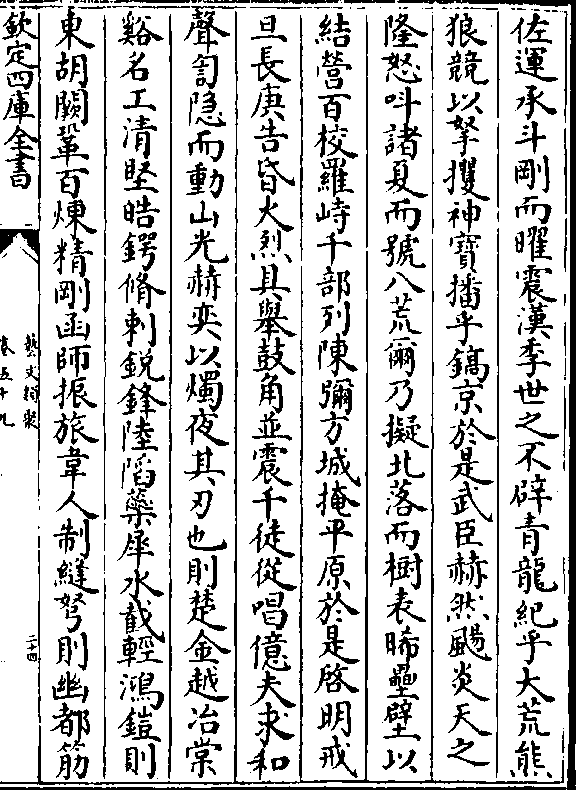 佐運承斗剛而曜震漢季世之不辟青龍紀乎大荒熊
狼競以拏攫神寶播乎鎬京於是武臣赫然颺炎天之
隆怒叫諸夏而號八荒爾乃擬北落而樹表晞壘壁以
結營百校羅峙千部列陳彌方城掩平原於是啓明戒
旦長庚告昏火烈具舉鼓角並震千徒從唱億夫求和
聲訇隐而動山光赫奕以燭夜其刃也則楚金越冶棠
谿名工清堅皓鍔脩刺銳鋒陸陷蘂犀水截輕鴻鎧則
東胡闕鞏百煉精剛函師振旅韋人制縫弩則幽都筋
欽定四庫全書
藝文類聚
卷五十九
二十四